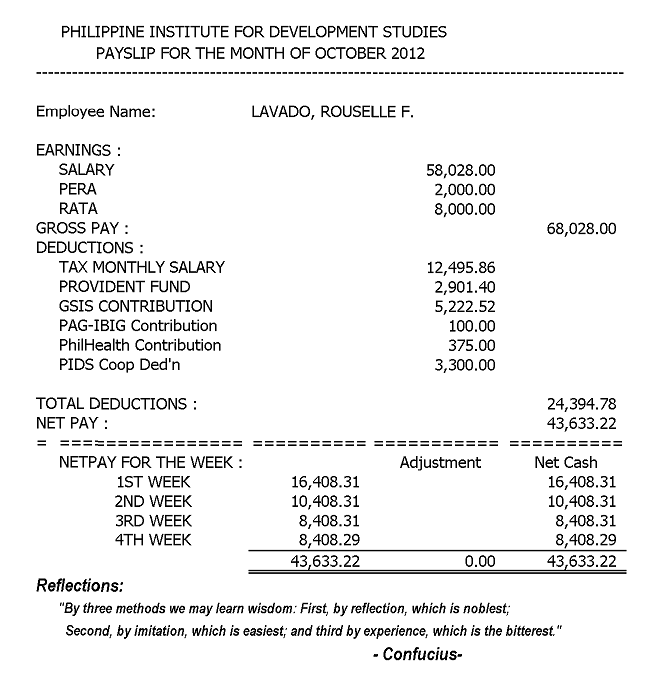 PHILIPPINE INSTITUTE FOR DEVELOPMENT STUDIES
PAYSLIP FOR THE MONTH OF OCTOBER 2012
Employee Name: LAVADO, ROUSELLE F.
EARNINGS :
SALARY 58,028.00
PERA 2,000.00
RATA 8,000.00
GROSS PAY : 68,028.00
DEDUCTIONS :
TAX MONTHLY SALARY 12,495.86
PROVIDENT FUND 2,901.40
GSIS CONTRIBUTION 5,222.52
PAG-IBIG Contribution 100.00
PhilHealth Contribution 375.00
PIDS Coop Ded'n 3,300.00
TOTAL DEDUCTIONS : 24,394.78
NET PAY : 43,633.22
NETPAY FOR THE WEEK : Adjustment Net Cash
1ST WEEK 16,408.31 16,408.31
2ND WEEK 10,408.31 10,408.31
3RD WEEK 8,408.31 8,408.31
4TH WEEK 8,408.29 8,408.29
43,633.22 0.00 43,633.22
Reflections:
"By three methods we may learn wisdom: First, by reflection, which is noblest;
Second, by imitation, which is easiest; and third by experience, which is the bitterest."
- Confucius-